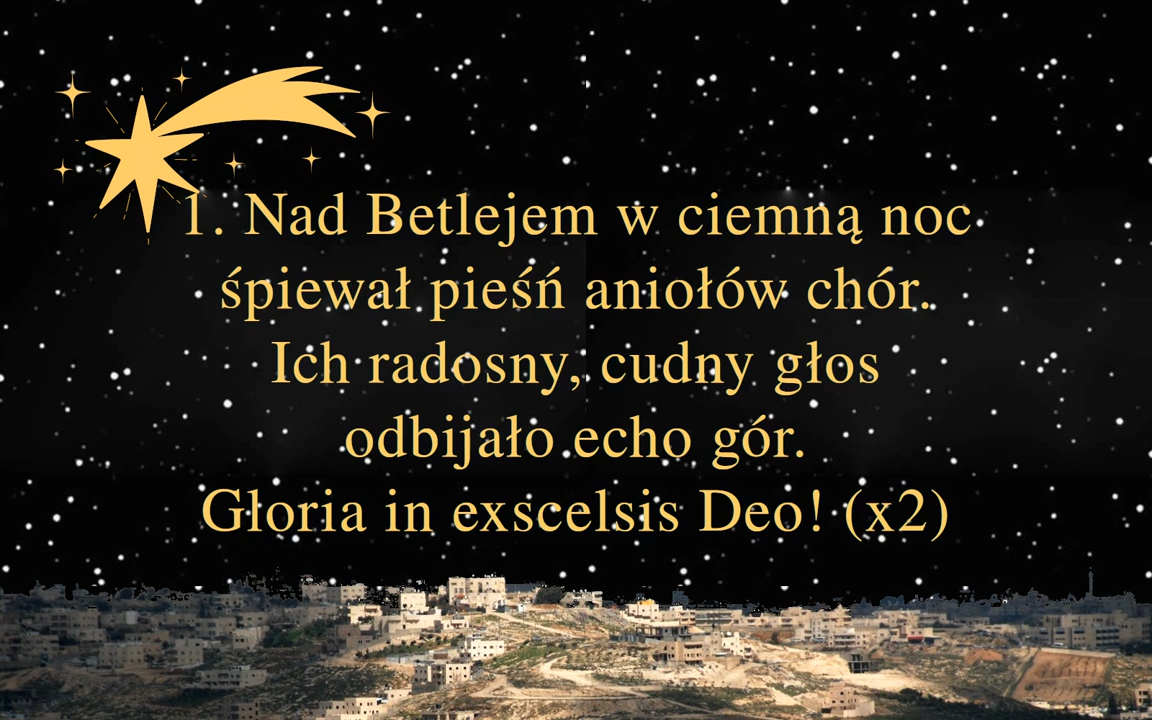 1. Nad Betlejem w ciemną noc
śpiewał pieśń aniołów chór.
Ich radosny, cudny głos
odbijało echo gór.
Gloria in exscelsis Deo! (x2)